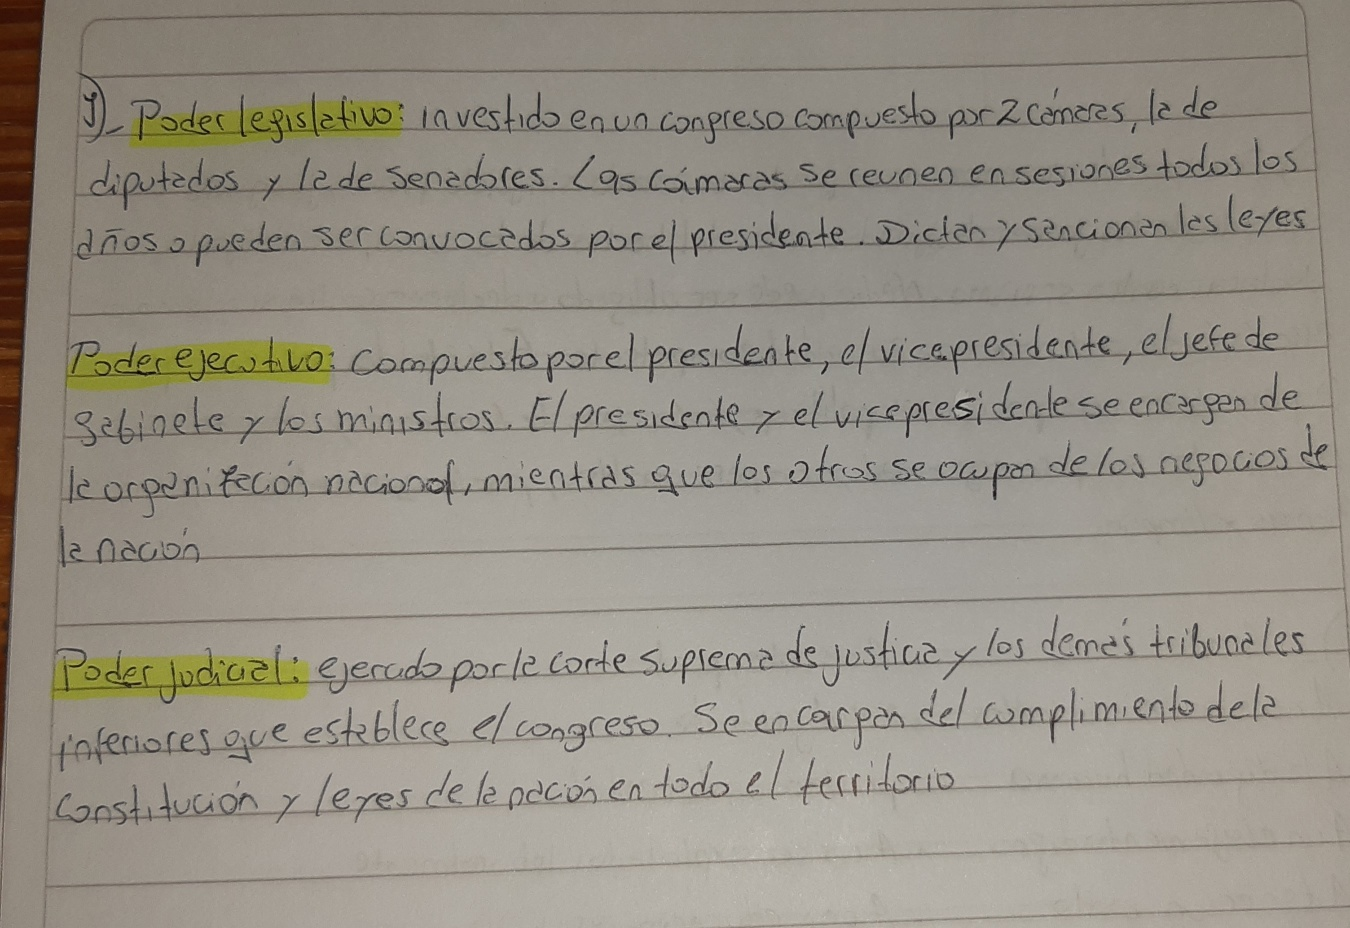 1)_ Poder legislativo: investido en un congreso compuesto por 2 cámaras, la de
diputados y la de senadores. Las cámaras se reunen en sesiones todos los
años o pueden ser convocados por el presidente. Dictan y sancionan las leyes
Poder ejecutivo: compuesto por el presidente, el vicepresidente, el jefe de
gabinete y los ministros. El presidente y el vicepresidente se encargan de
la organización nacional, mientras que los otros se ocupan de los negocios de
la nación
Poder judicial: ejercido por la corte suprema de justicia y los demás tribunales
inferiores que establece el congreso. Se encargan del cumplimiento de la
constitución y leyes de la nación en todo el territorio